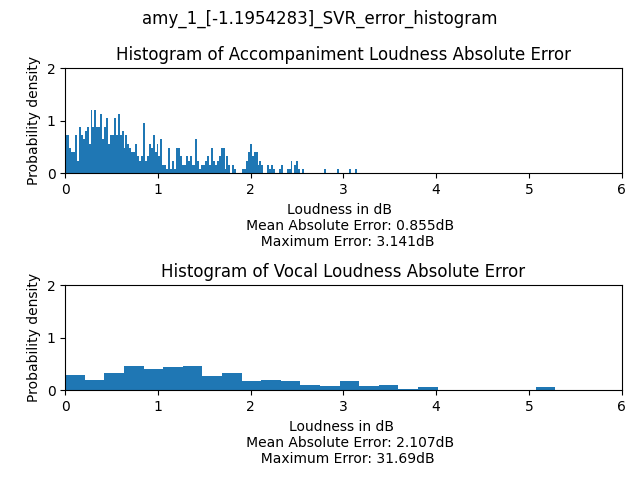 amy_1_[-1.1954283]_SVR_error_histogram
Histogram of Accompaniment Loudness Absolute Error
Probability density
2
1
0
0 1 2 3 4 5 6
Loudness in dB
Mean Absolute Error: 0.855dB
Maximum Error: 3.141dB
Histogram of Vocal Loudness Absolute Error
Probability density
2
1
0
0 1 2 3 4 5 6
Loudness in dB
Mean Absolute Error: 2.107dB
Maximum Error: 31.69dB